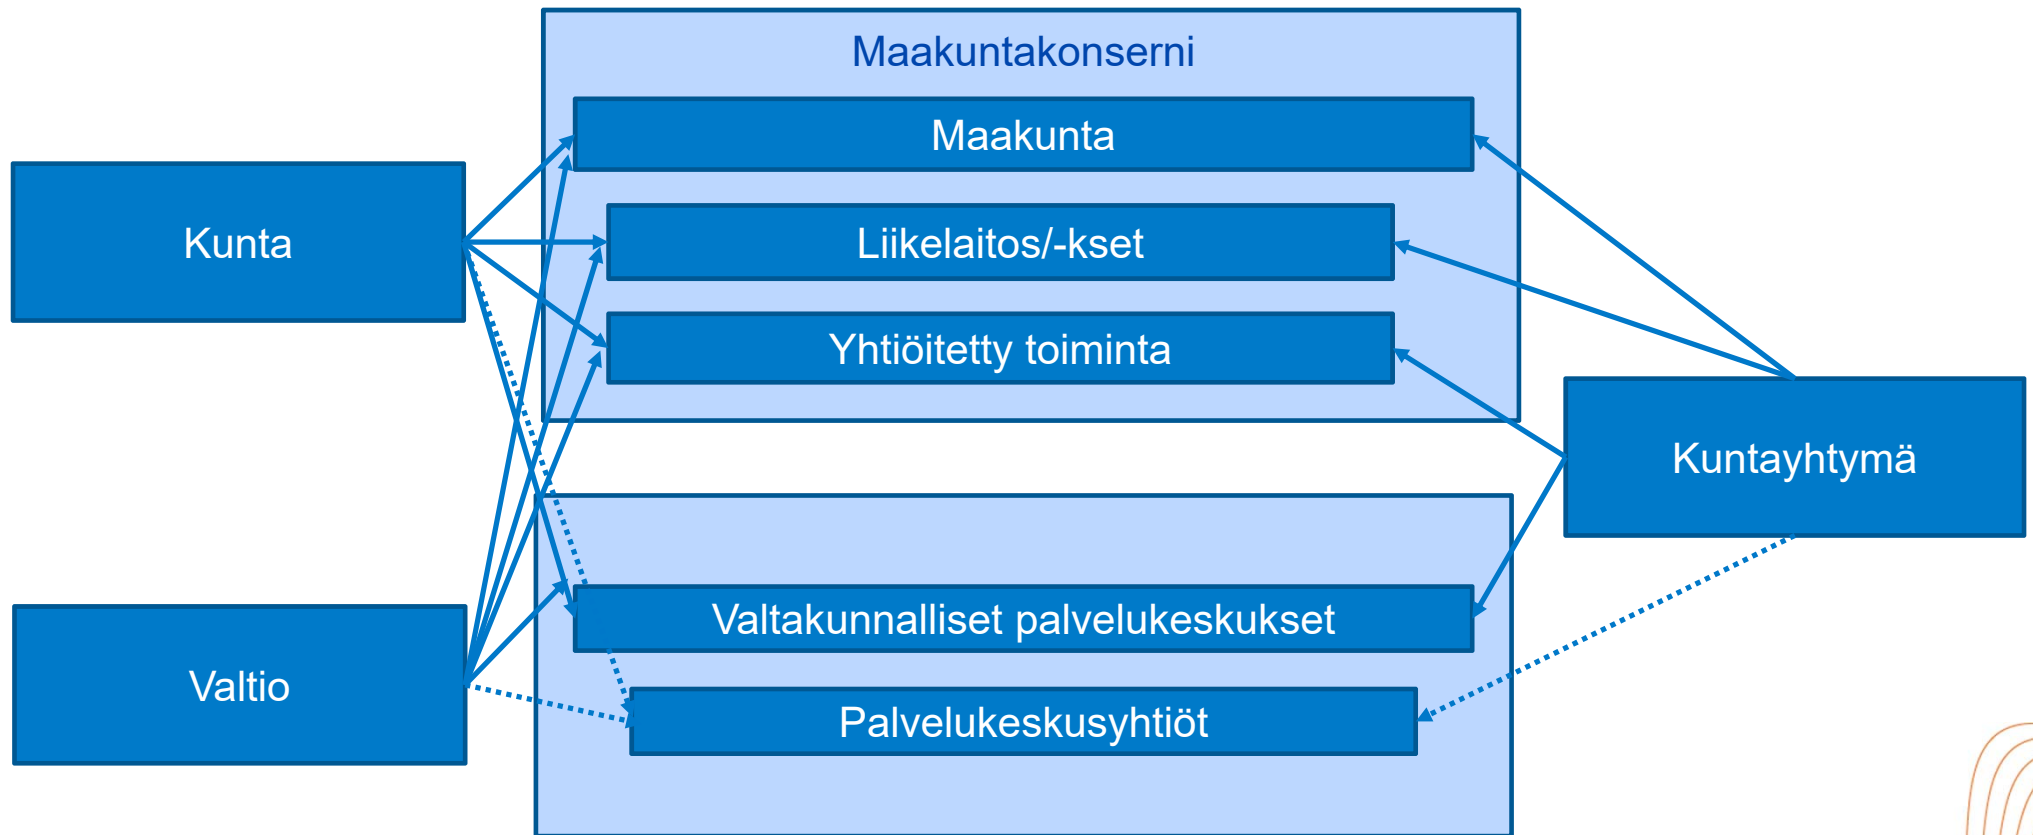 Maakuntakonserni
Maakunta
Kunta
Liikelaitos/-kset
Yhtiöitetty toiminta
Kuntayhtymä
Valtakunnalliset palvelukeskukset
Valtio
Palvelukeskusyhtiöt